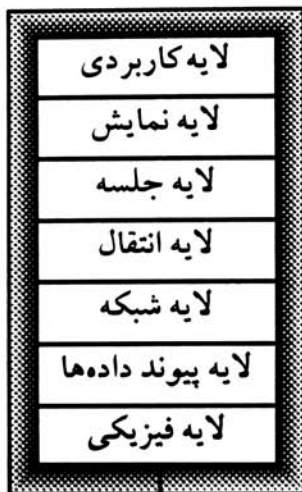 لایه کاربردی
لایه نمایش
لایه جلسه
لایه انتقال
لایه شبکه
لایه پیوند داده‌ها
لایه فیزیکی